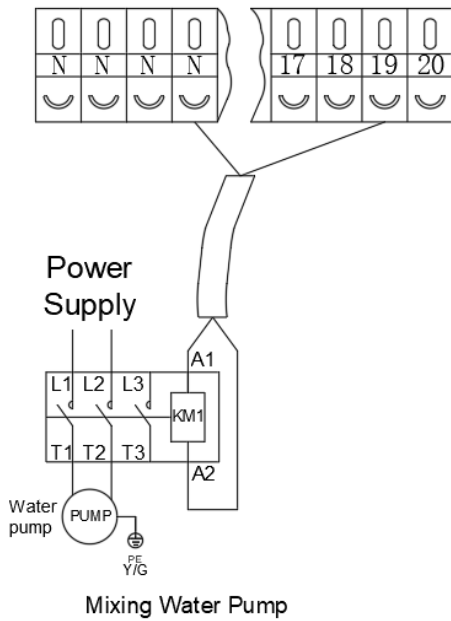 N N N N 17 18 19 20
Power
Supply
A1
L1 L2 L3
KM1
T1 T2 T3
A2
Water
pump
PUMP
PE
Y/G
Mixing Water Pump